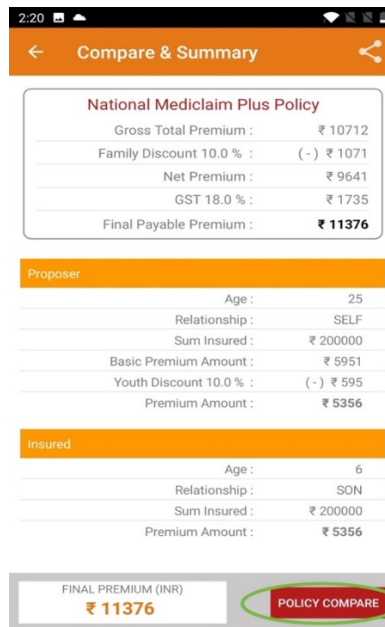 2:20
Compare & Summary
National Mediclaim Plus Policy
Gross Total Premium : ₹ 10712
Family Discount 10.0 % : (-) ₹ 1071
Net Premium : ₹ 9641
GST 18.0 % : ₹ 1735
Final Payable Premium : ₹ 11376
Proposer
Age : 25
Relationship : SELF
Sum Insured : ₹ 200000
Basic Premium Amount : ₹ 5951
Youth Discount 10.0 % : (-) ₹ 595
Premium Amount : ₹ 5356
Insured
Age : 6
Relationship : SON
Sum Insured : ₹ 200000
Premium Amount : ₹ 5356
FINAL PREMIUM (INR)
₹ 11376
POLICY COMPARE